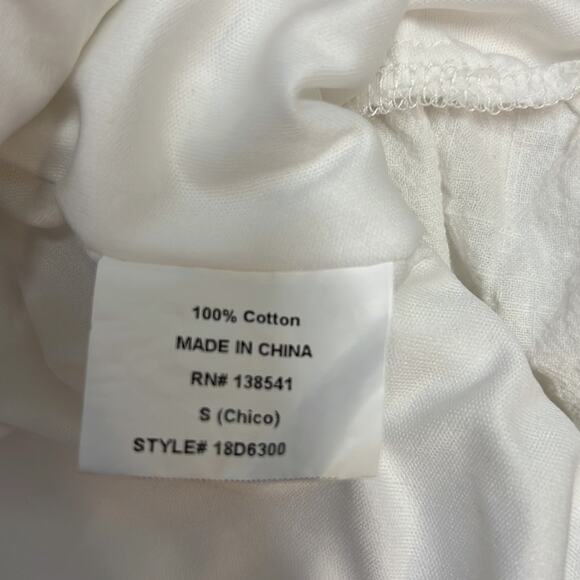 100% Cotton
MADE IN CHINA
RN# 138541
S (Chico)
STYLE# 18D6300